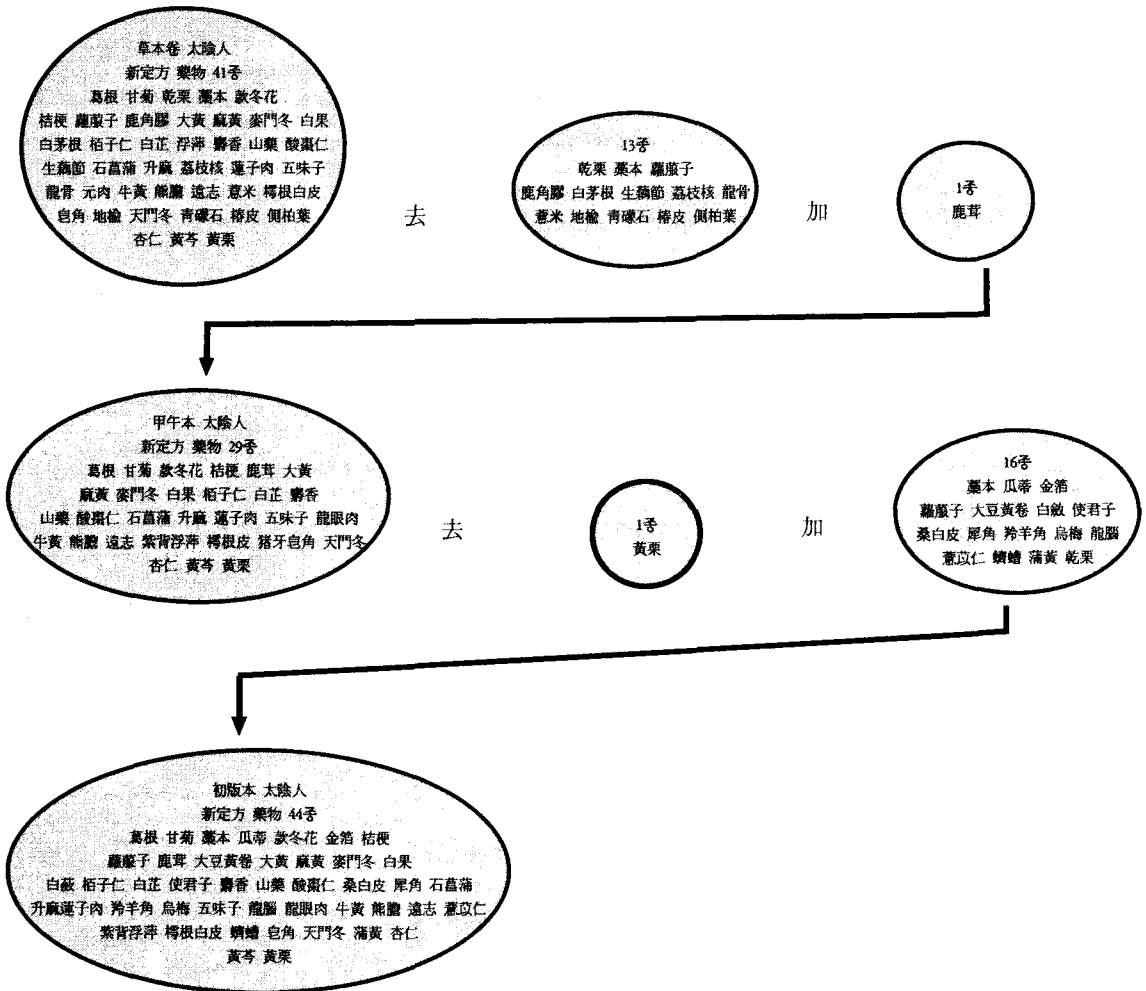 草本卷 太陰人
新定方 藥物 41종
葛根 甘菊 乾栗 藁本 款冬花
桔梗 蘿蔔子 鹿角膠 大黃 麻黃 麥門冬 白果
白茅根 栢子仁 白芷 浮萍 麝香 山藥 酸棗仁
生藕節 石菖蒲 升麻 荔枝核 蓮子肉 五味子
龍骨 元肉 牛黃 熊膽 遠志 薏米 樗根白皮
皂角 地楡 天門冬 靑礞石 椿皮 側柏葉
杏仁 黃芩 黃栗
去
13종
乾栗 藁本 蘿蔔子
鹿角膠 白茅根 生藕節 荔枝核 龍骨
薏米 地楡 靑礞石 椿皮 側柏葉
加
1종
鹿茸
甲午本 太陰人
新定方 藥物 29종
葛根 甘菊 款冬花 桔梗 鹿茸 大黃
麻黃 麥門冬 白果 栢子仁 白芷 麝香
山藥 酸棗仁 石菖蒲 升麻 蓮子肉 五味子 龍眼肉
牛黃 熊膽 遠志 紫背浮萍 樗根皮 猪牙皂角 天門冬
杏仁 黃芩 黃栗
去
1종
黃栗
加
16종
藁本 瓜蒂 金箔
蘿蔔子 大豆黃卷 白斂 使君子
桑白皮 犀角 羚羊角 烏梅 龍腦
薏苡仁 蠐螬 蒲黃 乾栗
初版本 太陰人
新定方 藥物 44종
葛根 甘菊 藁本 瓜蒂 款冬花 金箔 桔梗
蘿蔔子 鹿茸 大豆黃卷 大黃 麻黃 麥門冬 白果
白蘞 栢子仁 白芷 使君子 麝香 山藥 酸棗仁 桑白皮 犀角 石菖蒲
升麻蓮子肉 羚羊角 烏梅 五味子 龍腦 龍眼肉 牛黃 熊膽 遠志 薏苡仁
紫背浮萍 樗根白皮 蠐螬 皂角 天門冬 蒲黃 杏仁
黃芩 黃栗